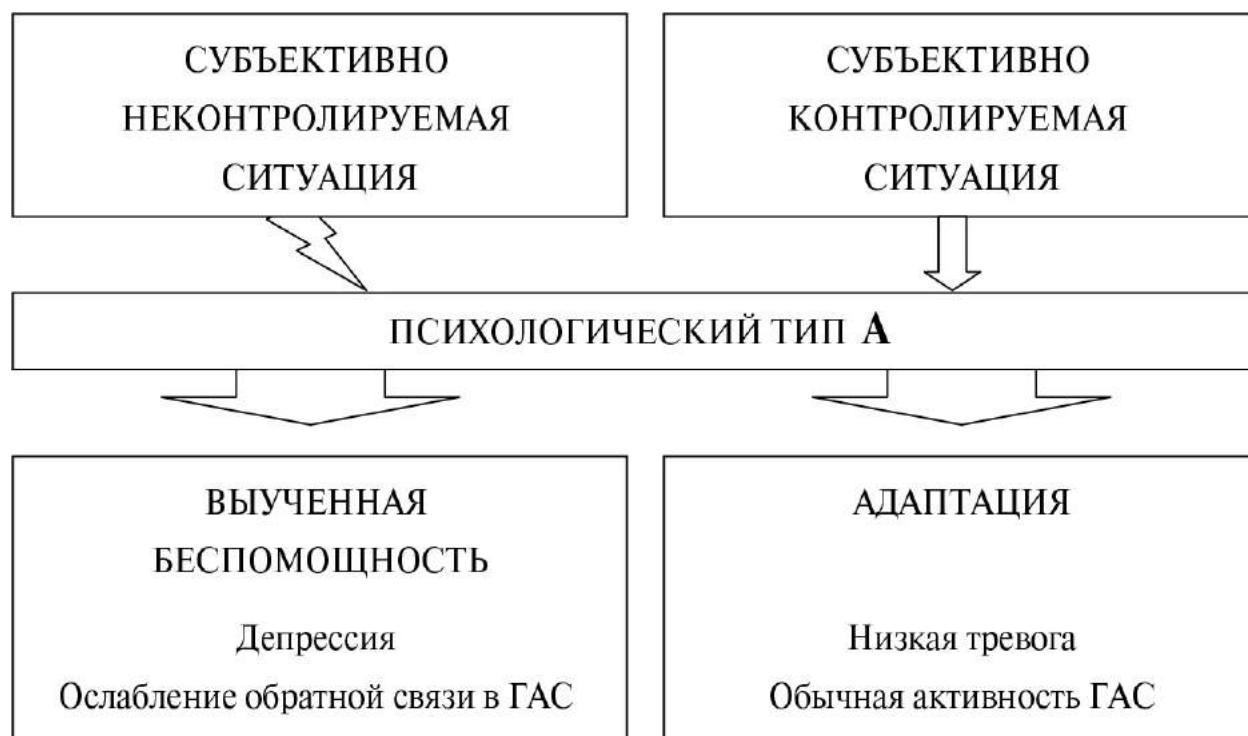 СУБЪЕКТИВНО
НЕКОНТРОЛИРУЕМАЯ
СИТУАЦИЯ
СУБЪЕКТИВНО
КОНТРОЛИРУЕМАЯ
СИТУАЦИЯ
ПСИХОЛОГИЧЕСКИЙ ТИП А
ВЫУЧЕННАЯ
БЕСПОМОЩНОСТЬ
Депрессия
Ослабление обратной связи в ГАС
АДАПТАЦИЯ
Низкая тревога
Обычная активность ГАС